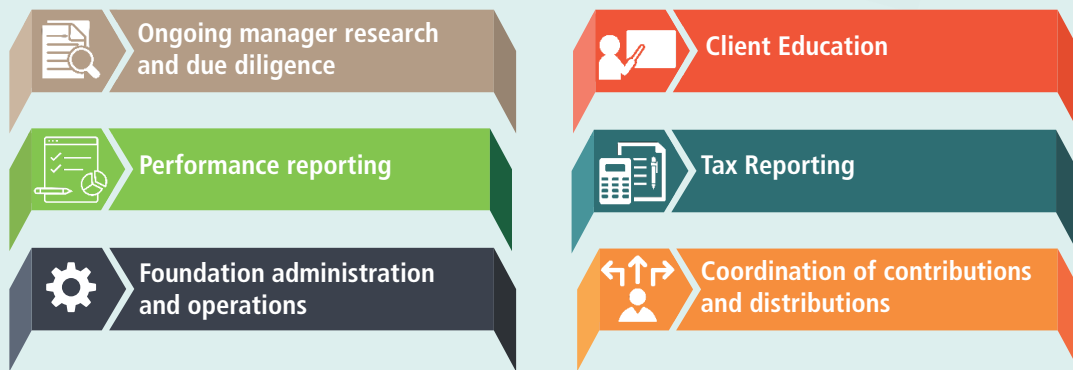 Ongoing manager research
and due diligence
Performance reporting
Foundation administration
and operations
Client Education
Tax Reporting
Coordination of contributions
and distributions